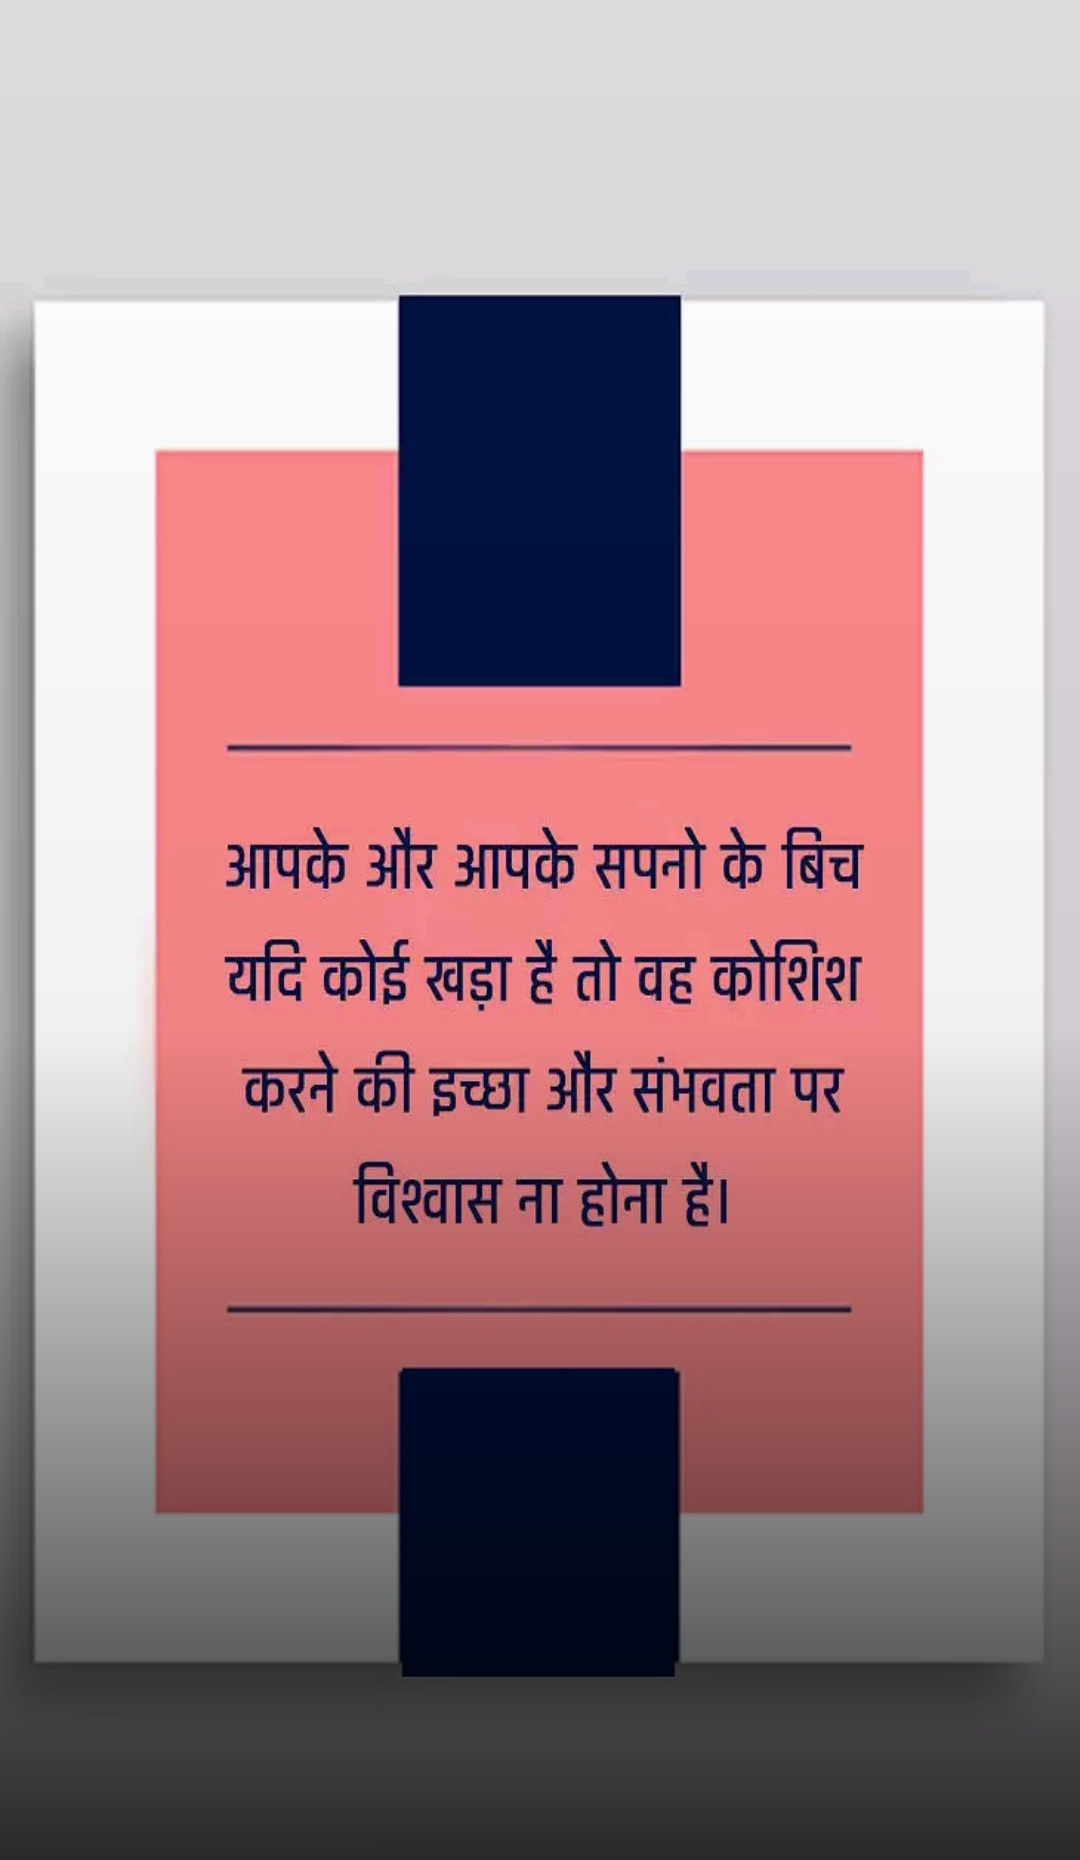 आपके और आपके सपनो के बिच
यदि कोई खड़ा है तो वह कोशिश
करने की इच्छा और संभवता पर
विश्वास ना होना है।